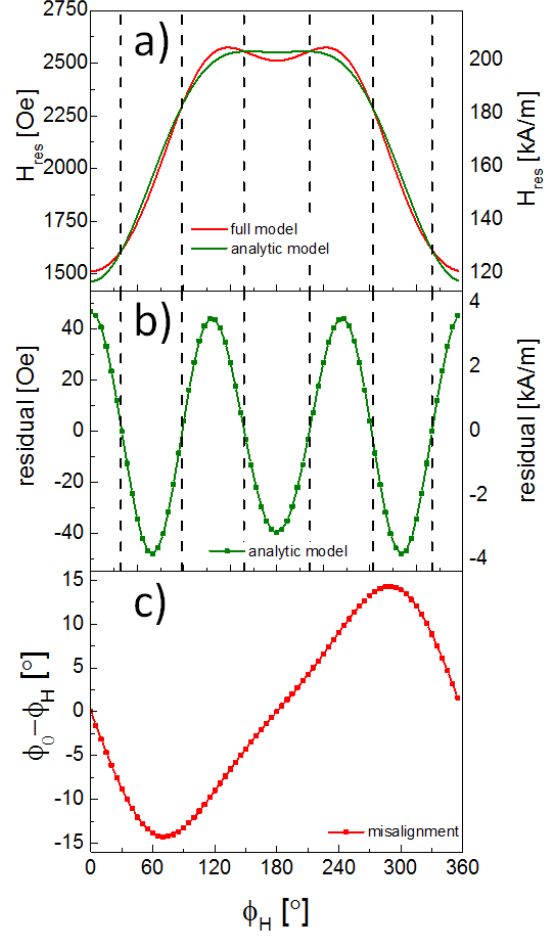 a)
2750
2500
2250
2000
1750
1500
H_res [Oe]
200
180
160
140
120
H_res [kA/m]
full model
analytic model
b)
40
20
0
-20
-40
residual [Oe]
4
2
0
-2
-4
residual [kA/m]
analytic model
c)
15
10
5
0
-5
-10
-15
ϕ_0−ϕ_H [°]
misalignment
0 60 120 180 240 300 360
ϕ_H [°]